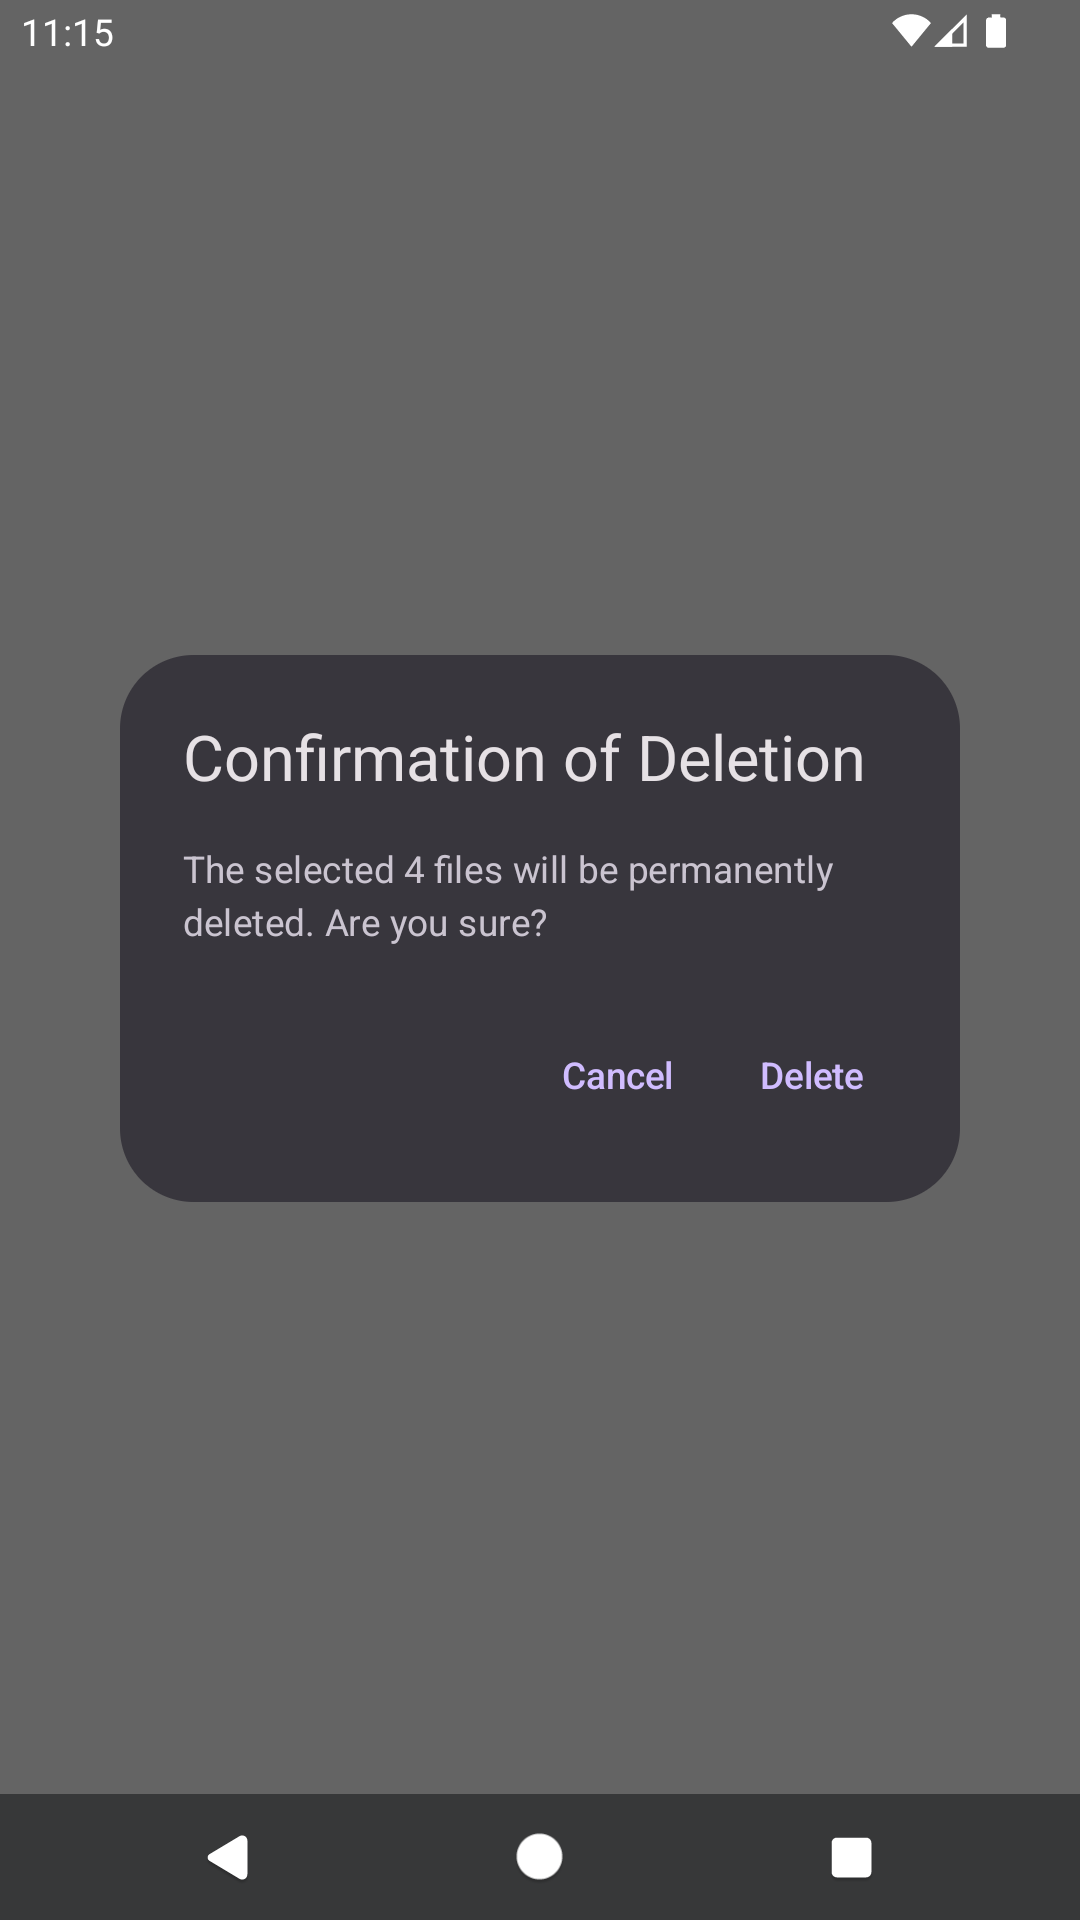 11:15
Confirmation of Deletion
The selected 4 files will be permanently
deleted. Are you sure?
Cancel Delete